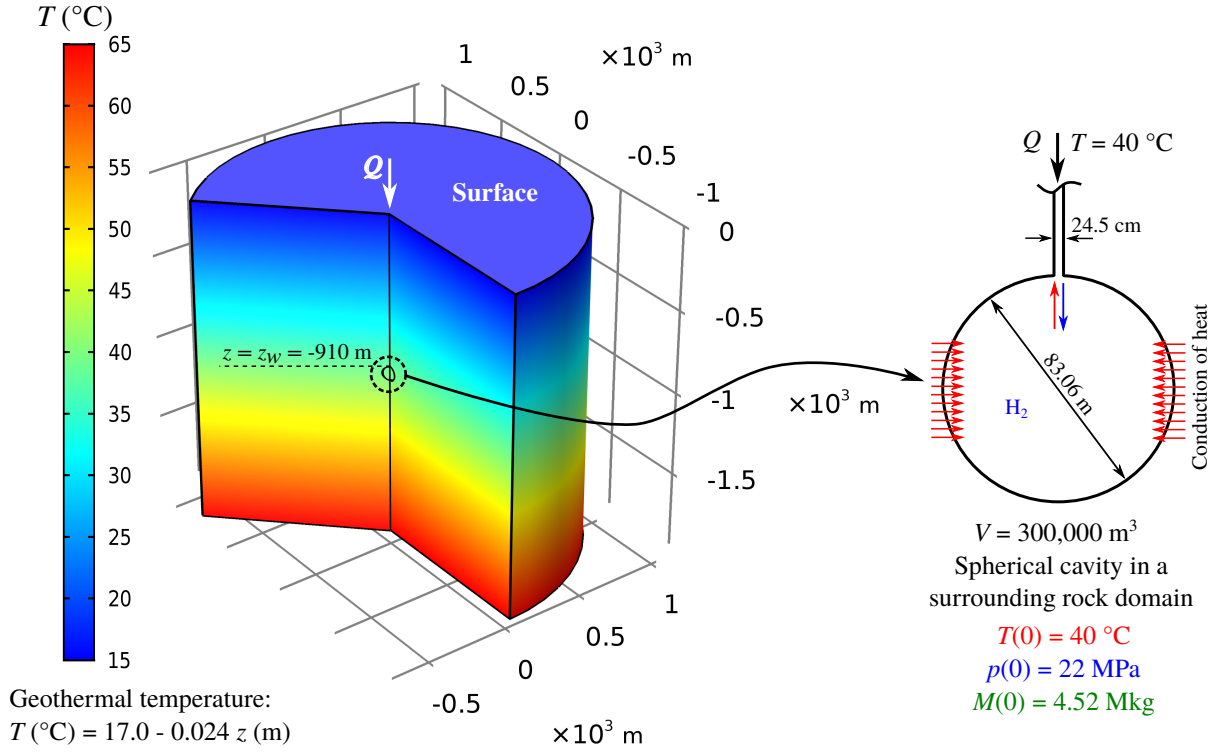 T (°C)
65
60
55
50
45
40
35
30
25
20
15
1
0.5
0
-0.5
-1
×10³ m
Q
Surface
z = zw = -910 m
0
-0.5
-1
-1.5
×10³ m
1
0.5
0
-0.5
×10³ m
Geothermal temperature:
T (°C) = 17.0 - 0.024 z (m)
Q T = 40 °C
24.5 cm
83.06 m
H₂
Conduction of heat
V = 300,000 m³
Spherical cavity in a
surrounding rock domain
T(0) = 40 °C
p(0) = 22 MPa
M(0) = 4.52 Mkg